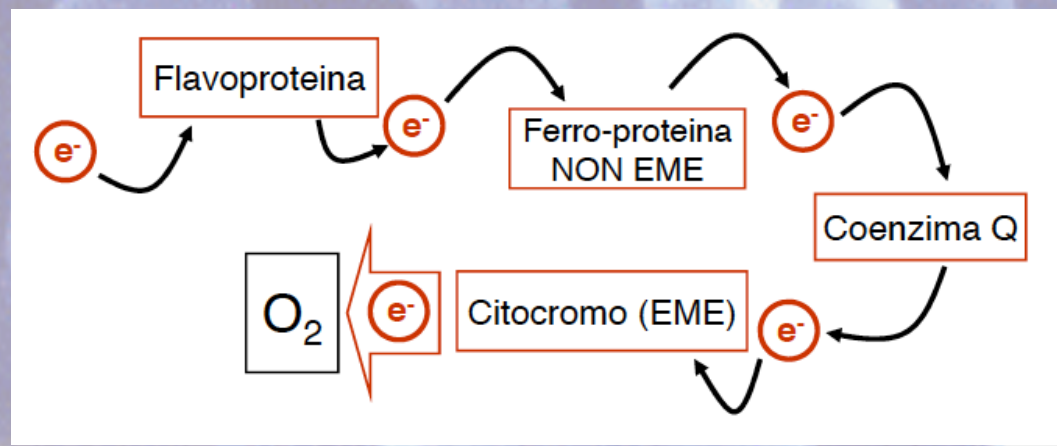 e-
Flavoproteina
e-
Ferro-proteina
NON EME
e-
Coenzima Q
e-
Citocromo (EME)
e-
O2